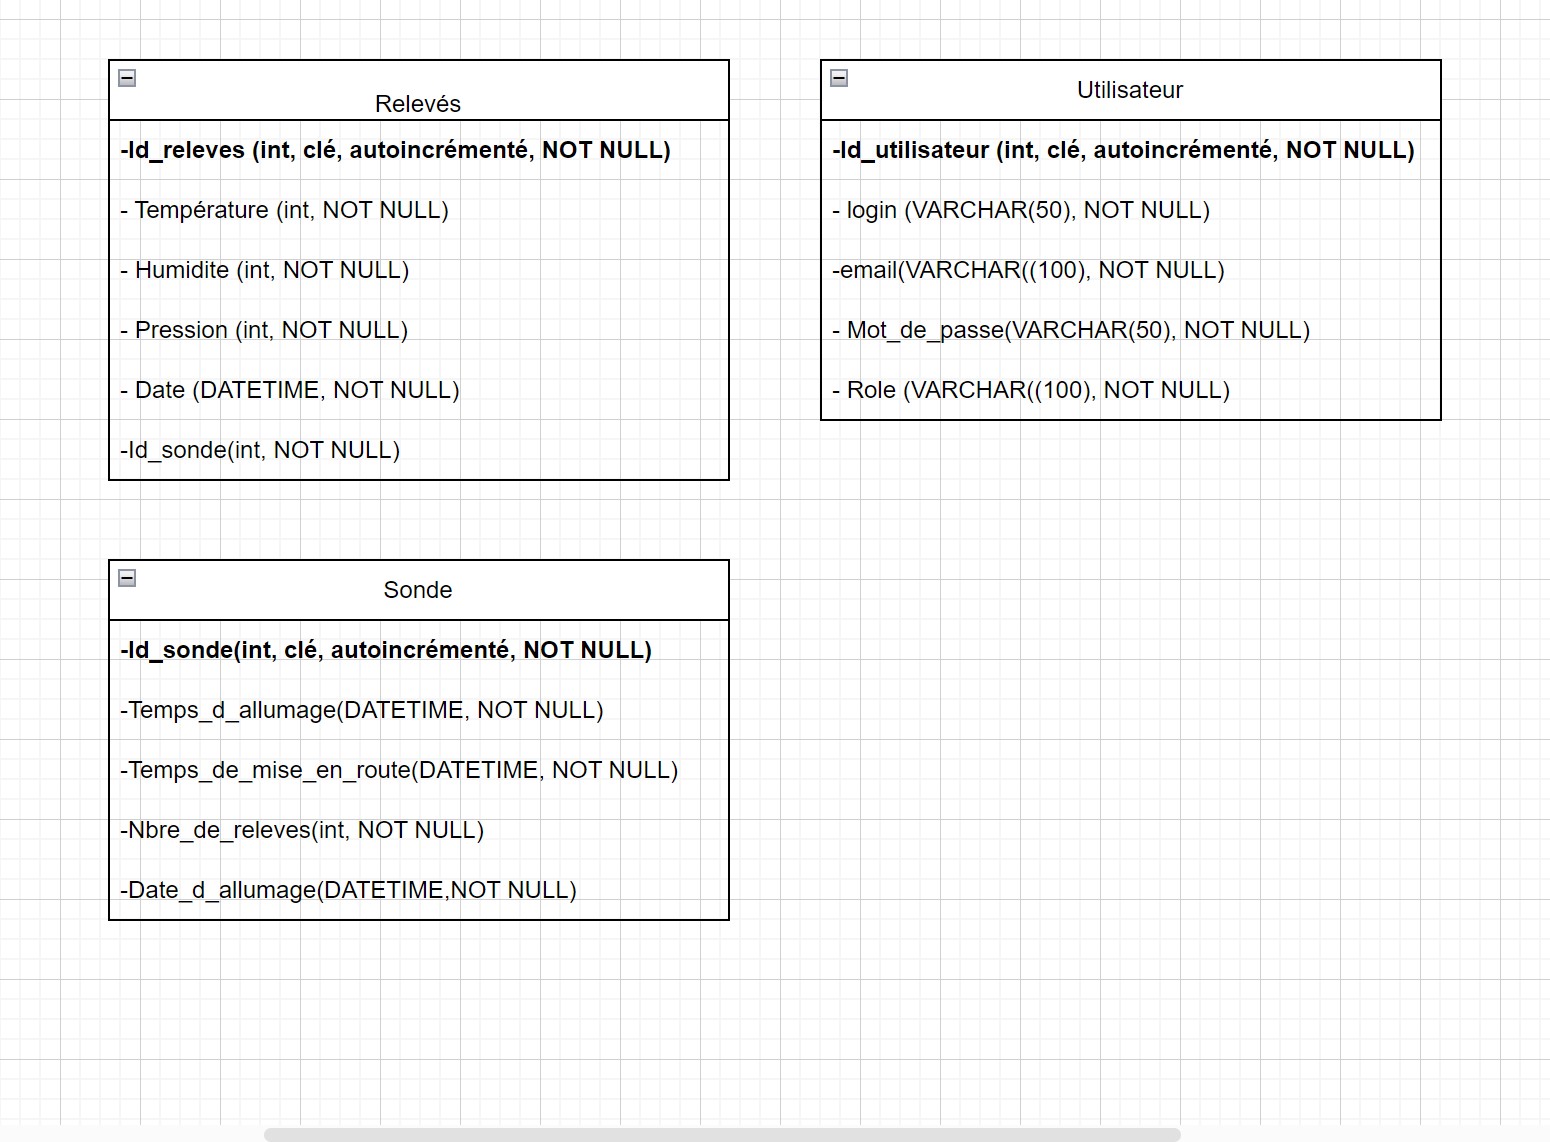 Relevés
-Id_releves (int, clé, autoincrémenté, NOT NULL)
- Température (int, NOT NULL)
- Humidite (int, NOT NULL)
- Pression (int, NOT NULL)
- Date (DATETIME, NOT NULL)
-Id_sonde(int, NOT NULL)
Utilisateur
-Id_utilisateur (int, clé, autoincrémenté, NOT NULL)
- login (VARCHAR(50), NOT NULL)
-email(VARCHAR((100), NOT NULL)
- Mot_de_passe(VARCHAR(50), NOT NULL)
- Role (VARCHAR((100), NOT NULL)
Sonde
-Id_sonde(int, clé, autoincrémenté, NOT NULL)
-Temps_d_allumage(DATETIME, NOT NULL)
-Temps_de_mise_en_route(DATETIME, NOT NULL)
-Nbre_de_releves(int, NOT NULL)
-Date_d_allumage(DATETIME,NOT NULL)